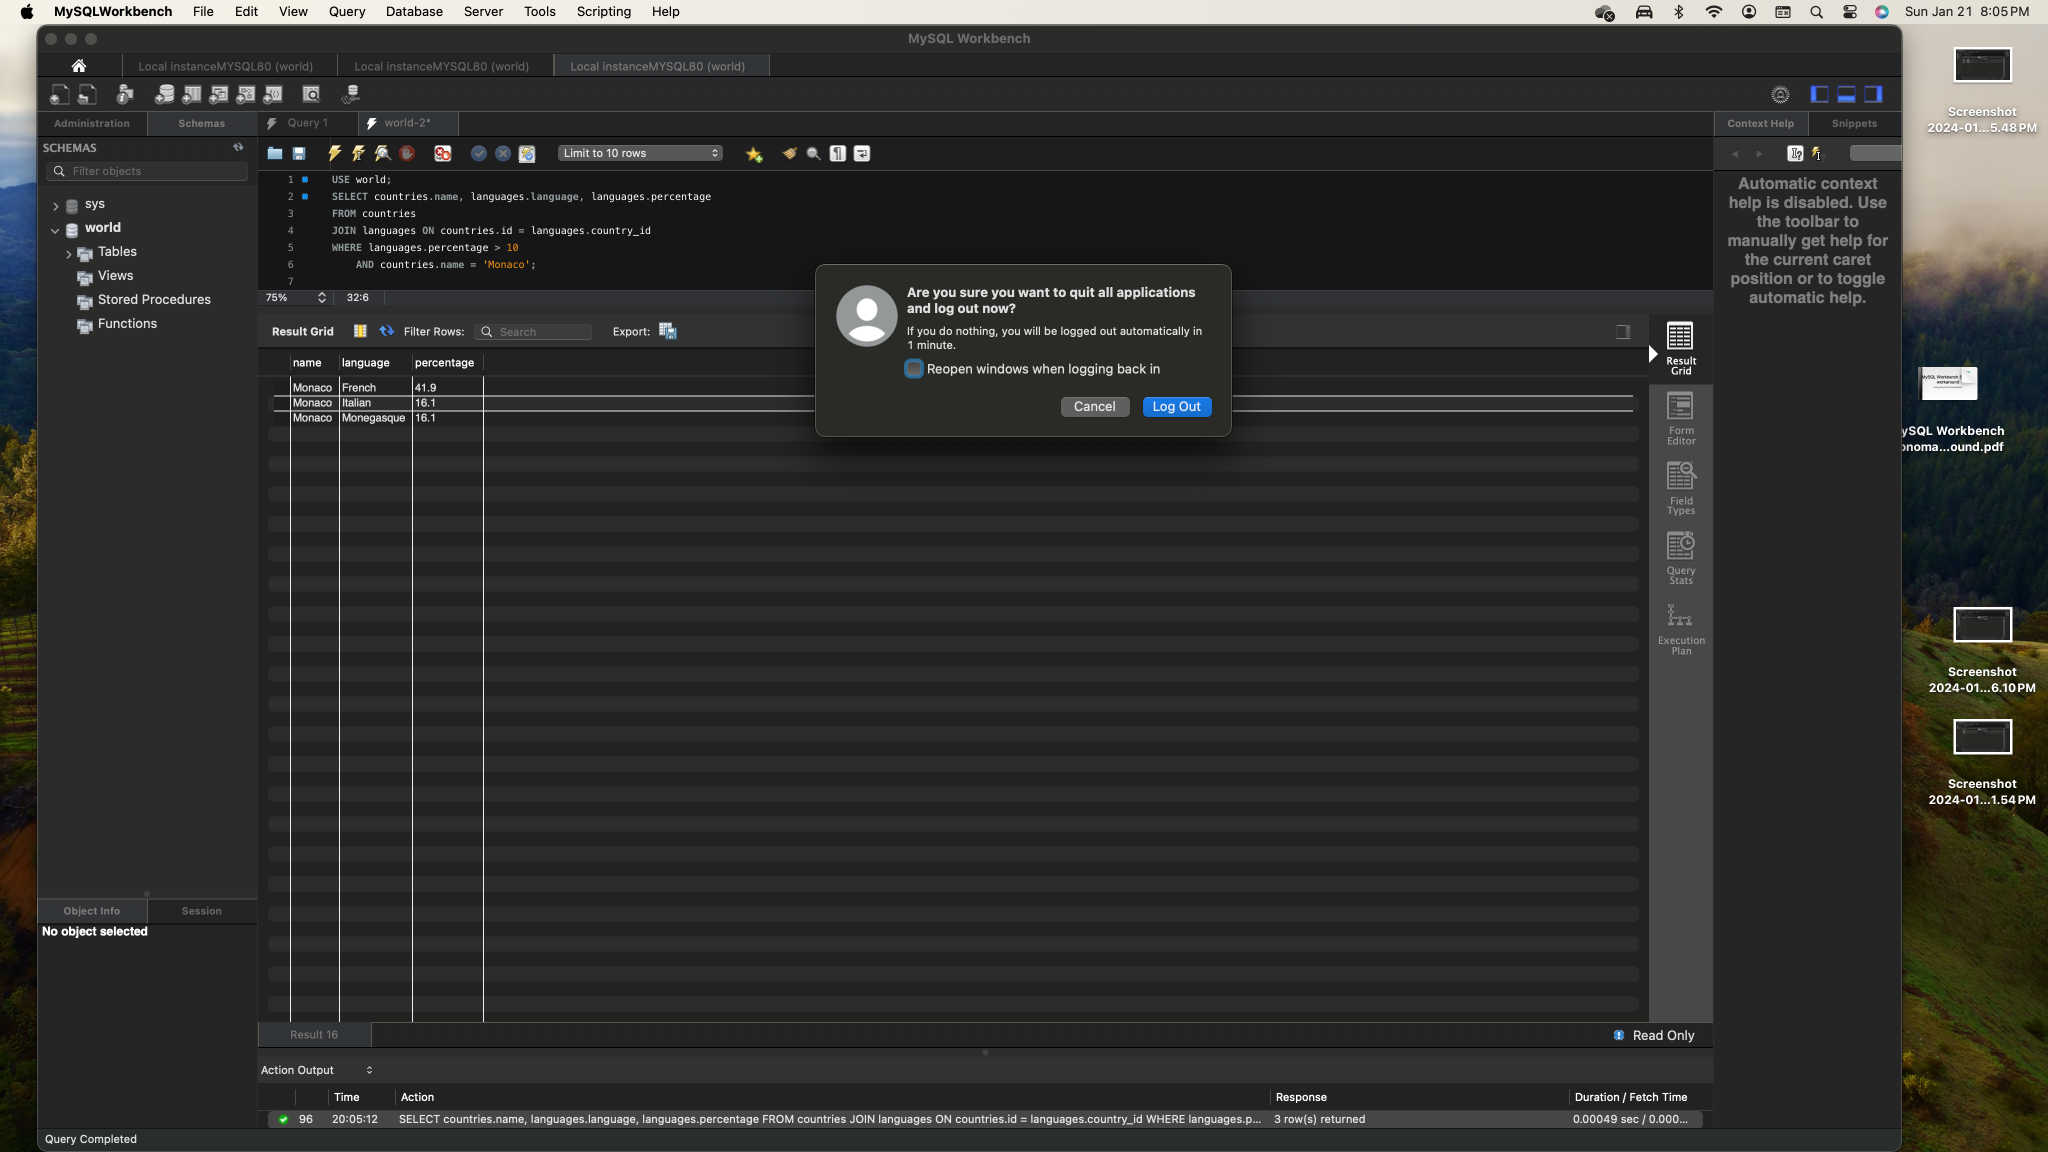 MySQLWorkbench File Edit View Query Database Server Tools Scripting Help
Sun Jan 21 8:05 PM
MySQL Workbench
Local instanceMYSQL80 (world) Local instanceMYSQL80 (world) Local instanceMYSQL80 (world)
Administration Schemas
Query 1 world-2*
Context Help Snippets
SCHEMAS
Filter objects
sys
world
Tables
Views
Stored Procedures
Functions
Limit to 10 rows
1 USE world;
2 SELECT countries.name, languages.language, languages.percentage
3 FROM countries
4 JOIN languages ON countries.id = languages.country_id
5 WHERE languages.percentage > 10
6 AND countries.name = 'Monaco';
7
75% 32:6
Result Grid Filter Rows: Search Export:
name language percentage
Monaco French 41.9
Monaco Italian 16.1
Monaco Monegasque 16.1
Are you sure you want to quit all applications
and log out now?
If you do nothing, you will be logged out automatically in
1 minute.
Reopen windows when logging back in
Cancel Log Out
Result
Grid
Form
Editor
Field
Types
Query
Stats
Execution
Plan
Automatic context
help is disabled. Use
the toolbar to
manually get help for
the current caret
position or to toggle
automatic help.
Screenshot
2024-01...5.48 PM
ySQL Workbench
onoma...ound.pdf
Screenshot
2024-01...6.10 PM
Screenshot
2024-01...1.54 PM
Object Info Session
No object selected
Result 16
Read Only
Action Output
Time Action Response Duration / Fetch Time
96 20:05:12 SELECT countries.name, languages.language, languages.percentage FROM countries JOIN languages ON countries.id = languages.country_id WHERE languages.p... 3 row(s) returned 0.00049 sec / 0.000...
Query Completed